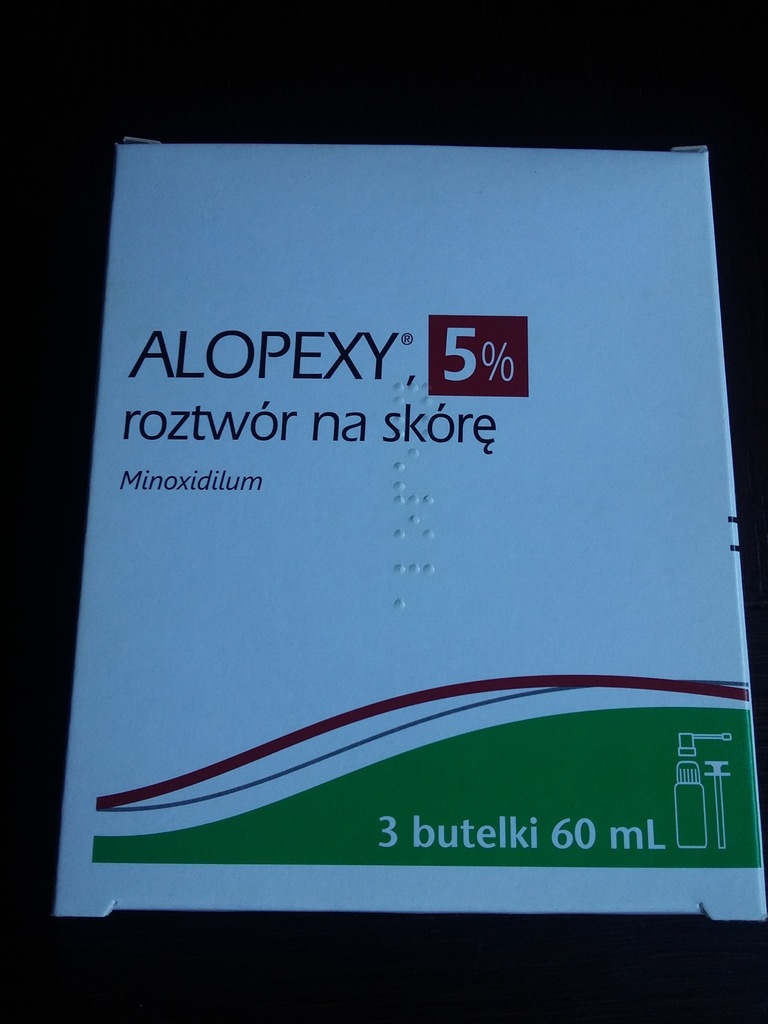 ALOPEXY®, 5%
roztwór na skórę
Minoxidilum
3 butelki 60 mL